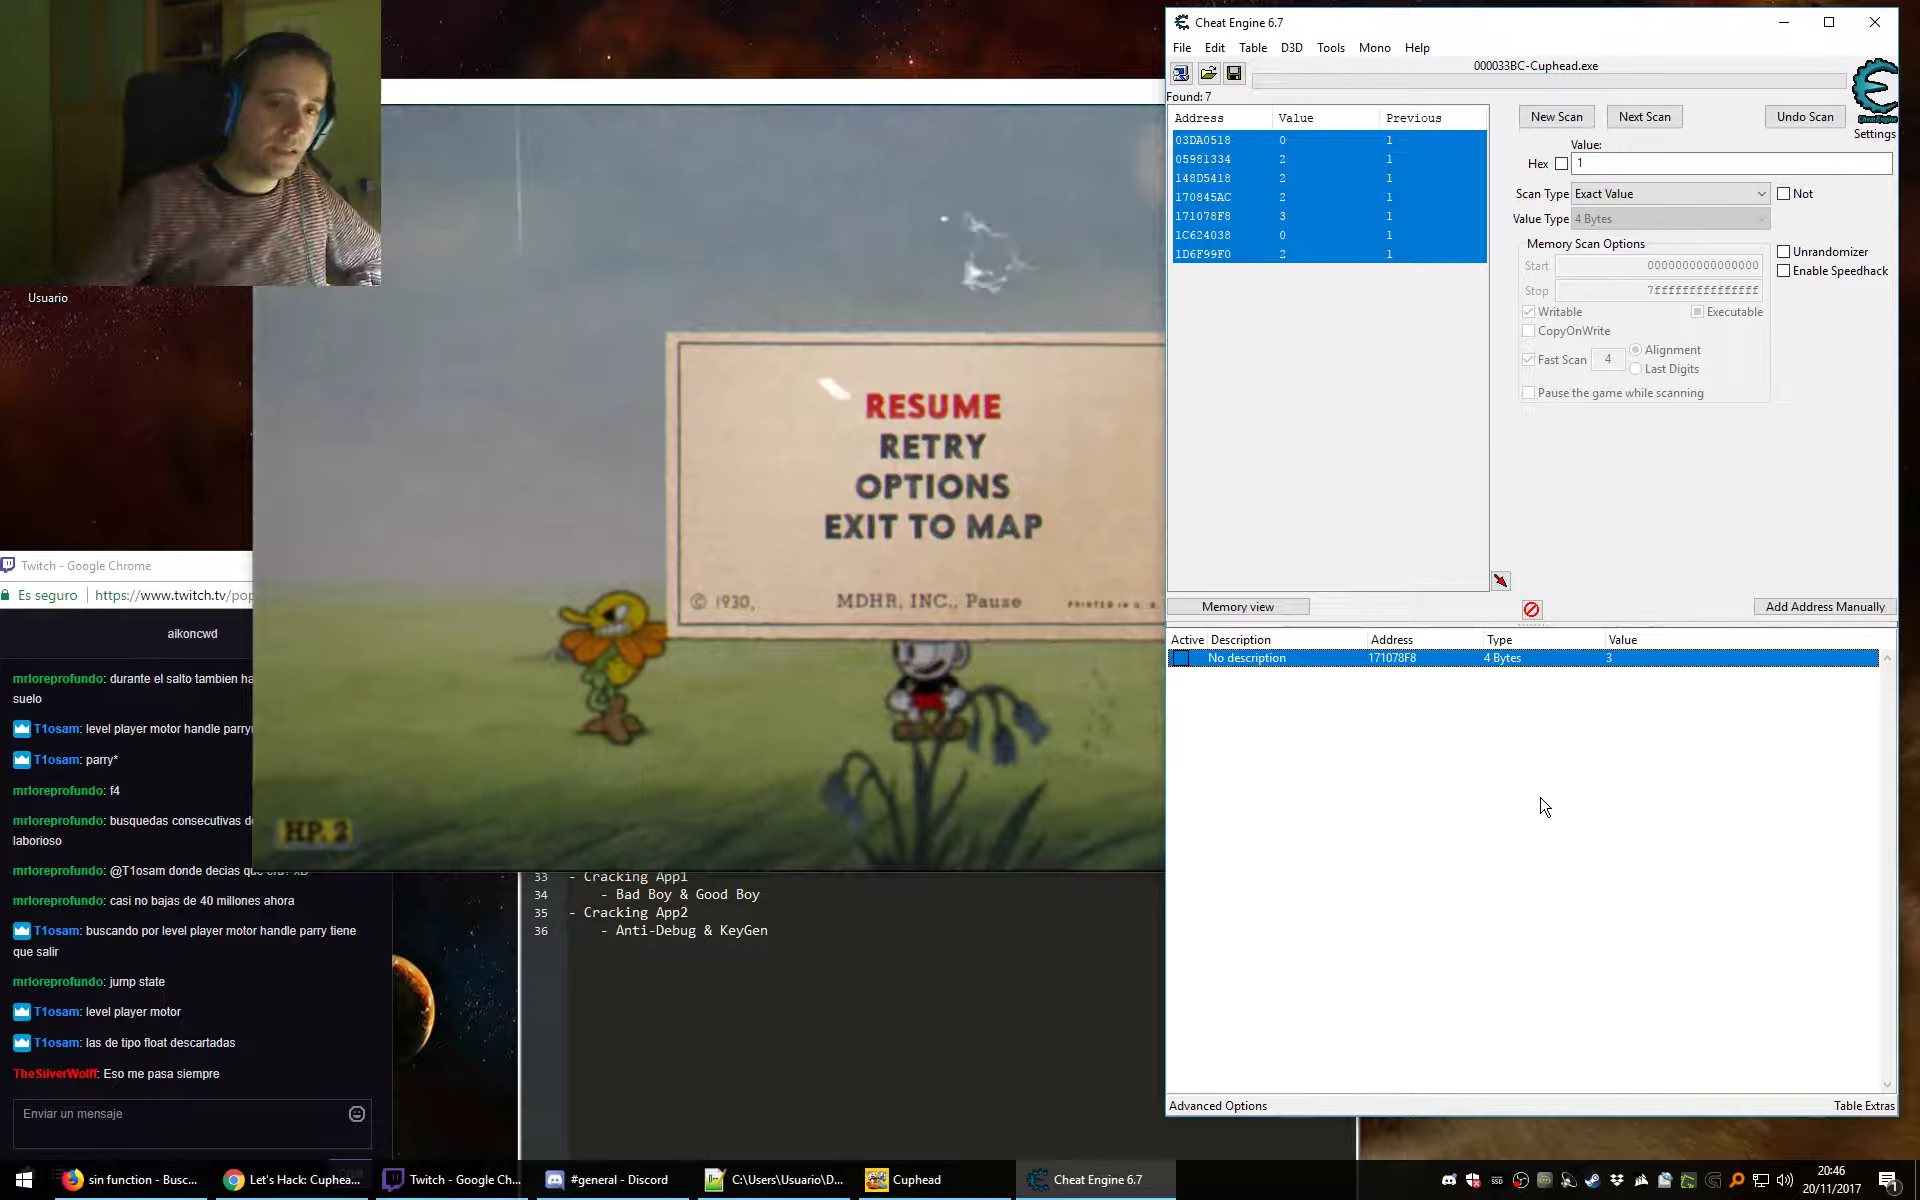 Usuario
Cheat Engine 6.7
File Edit Table D3D Tools Mono Help
000033BC-Cuphead.exe
Found: 7
Address Value Previous
03DA0518 0 1
05981334 2 1
148D5418 2 1
170845AC 2 1
171078F8 3 1
1C624038 0 1
1D6F99F0 2 1
New Scan Next Scan Undo Scan
Settings
Value:
Hex 1
Scan Type Exact Value Not
Value Type 4 Bytes
Memory Scan Options
Start 0000000000000000
Stop 7fffffffffffffff
Writable Executable
CopyOnWrite
Fast Scan 4 Alignment
Last Digits
Pause the game while scanning
Unrandomizer
Enable Speedhack
Memory view
Add Address Manually
Active Description Address Type Value
No description 171078F8 4 Bytes 3
Advanced Options
Table Extras
RESUME
RETRY
OPTIONS
EXIT TO MAP
© 1930, MDHR, INC., Pause
HP. 2
Twitch - Google Chrome
Es seguro https://www.twitch.tv/pop
aikoncwd
mrloreprofundo: durante el salto tambien ha
suelo
T1osam: level player motor handle parry
T1osam: parry*
mrloreprofundo: f4
mrloreprofundo: busquedas consecutivas de
laborioso
mrloreprofundo: @T1osam donde decias que
mrloreprofundo: casi no bajas de 40 millones ahora
T1osam: buscando por level player motor handle parry tiene
que salir
mrloreprofundo: jump state
T1osam: level player motor
T1osam: las de tipo float descartadas
TheSilverWolff: Eso me pasa siempre
Enviar un mensaje
33 - Cracking App1
34 - Bad Boy & Good Boy
35 - Cracking App2
36 - Anti-Debug & KeyGen
sin function - Busc...
Let's Hack: Cuphea...
Twitch - Google Ch...
#general - Discord
C:\Users\Usuario\D...
Cuphead
Cheat Engine 6.7
20:46
20/11/2017